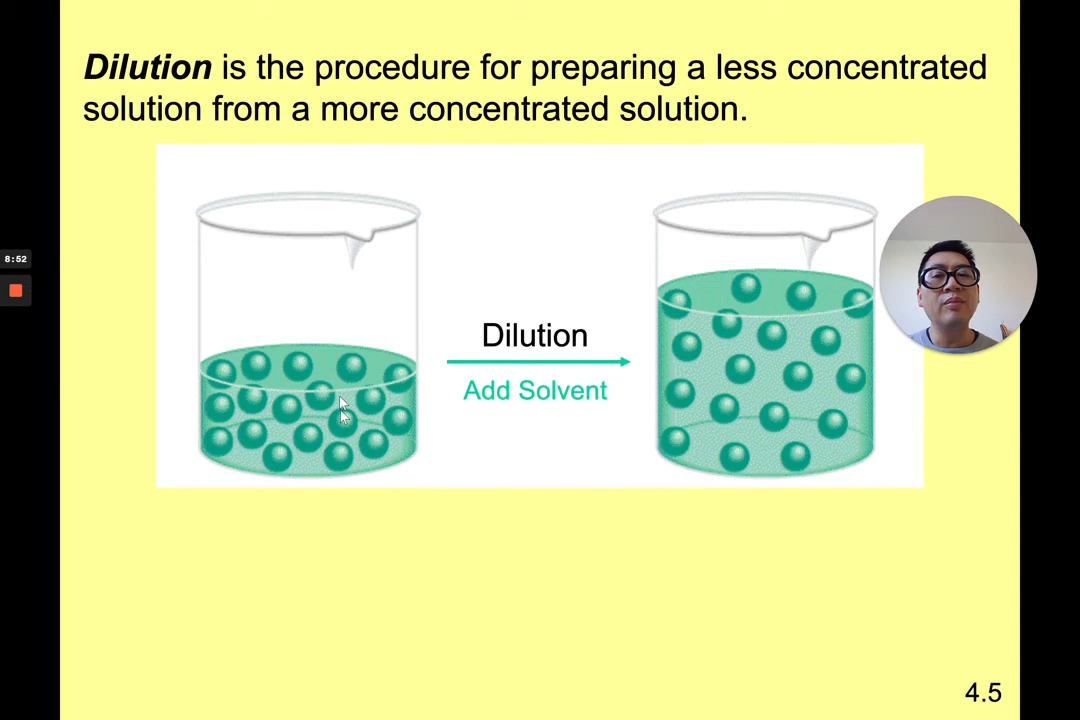 Dilution is the procedure for preparing a less concentrated
solution from a more concentrated solution.
8:52
Dilution
Add Solvent
4.5